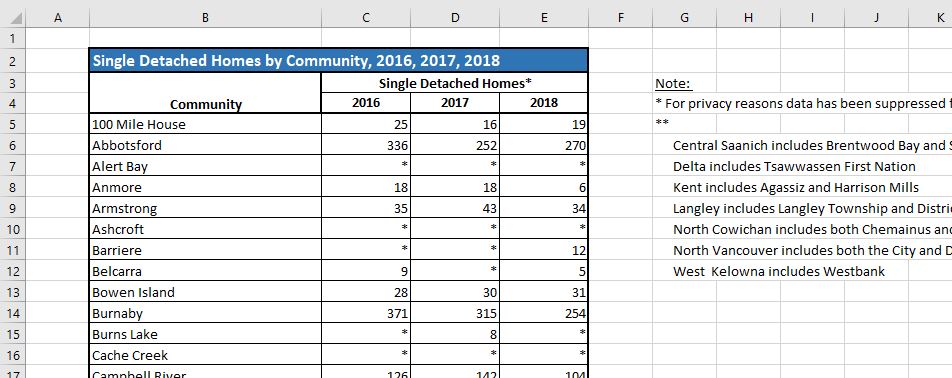 A B C D E F G H I J K
1
2 Single Detached Homes by Community, 2016, 2017, 2018
3 Single Detached Homes* Note:
4 Community 2016 2017 2018 * For privacy reasons data has been suppressed
5 100 Mile House 25 16 19 **
6 Abbotsford 336 252 270 Central Saanich includes Brentwood Bay and
7 Alert Bay * * * Delta includes Tsawwassen First Nation
8 Anmore 18 18 6 Kent includes Agassiz and Harrison Mills
9 Armstrong 35 43 34 Langley includes Langley Township and Distri
10 Ashcroft * * * North Cowichan includes both Chemainus an
11 Barriere * * 12 North Vancouver includes both the City and D
12 Belcarra 9 * 5 West  Kelowna includes Westbank
13 Bowen Island 28 30 31
14 Burnaby 371 315 254
15 Burns Lake * 8 *
16 Cache Creek * * *
17 Campbell River 126 142 104